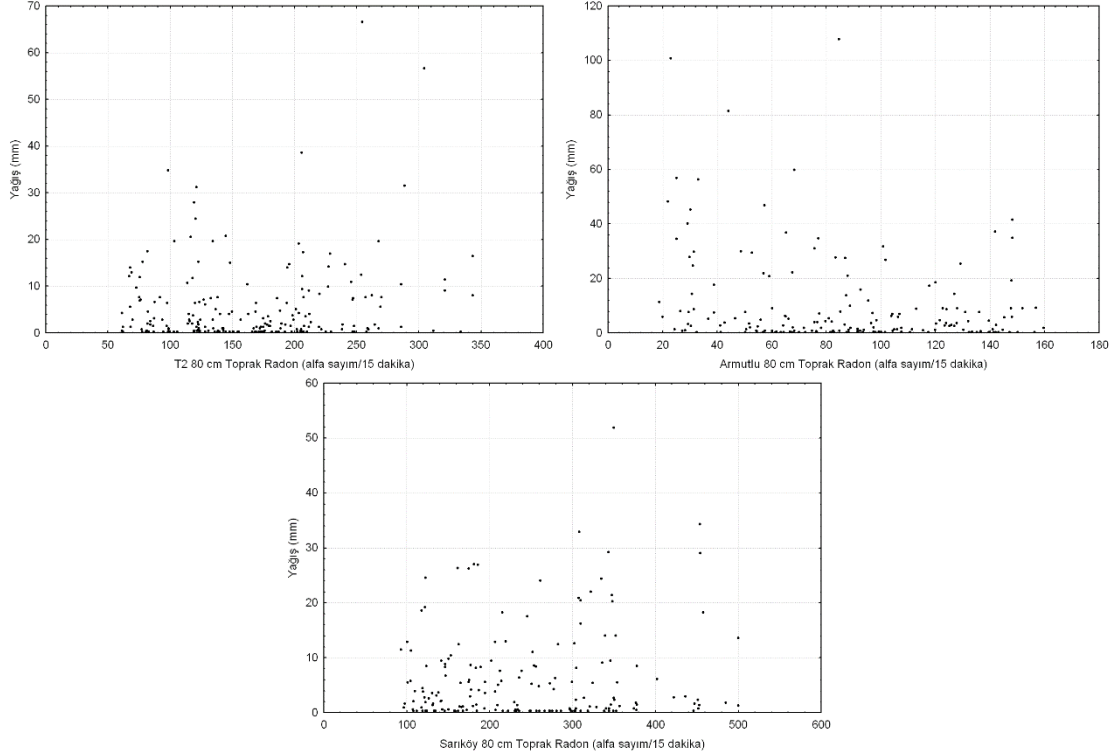 70
60
50
40
30
20
10
0
Yağış (mm)
0 50 100 150 200 250 300 350 400
T2 80 cm Toprak Radon (alfa sayım/15 dakika)
120
100
80
60
40
20
0
Yağış (mm)
0 20 40 60 80 100 120 140 160 180
Armutlu 80 cm Toprak Radon (alfa sayım/15 dakika)
60
50
40
30
20
10
0
Yağış (mm)
0 100 200 300 400 500 600
Sarıköy 80 cm Toprak Radon (alfa sayım/15 dakika)